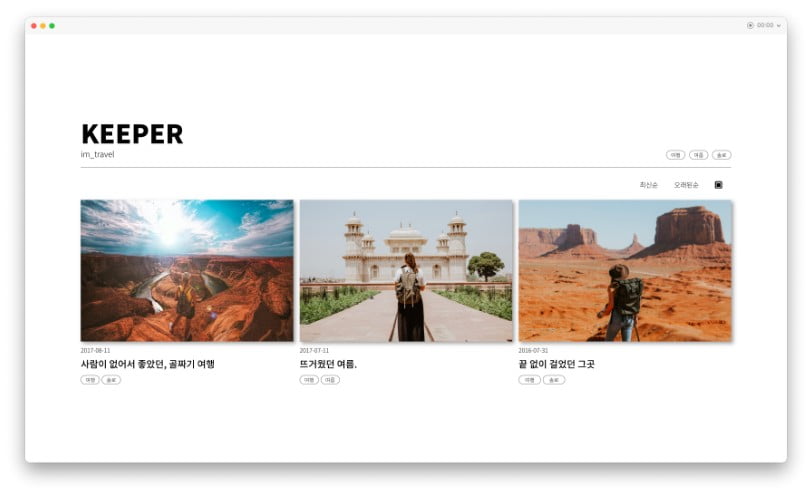 00:00
KEEPER
im_travel
여행 여름 솔로
최신순 오래된순
2017-08-11
사람이 없어서 좋았던, 골짜기 여행
여행 솔로
2017-07-11
뜨거웠던 여름.
여행 여름
2016-07-31
끝 없이 걸었던 그곳
여행 솔로